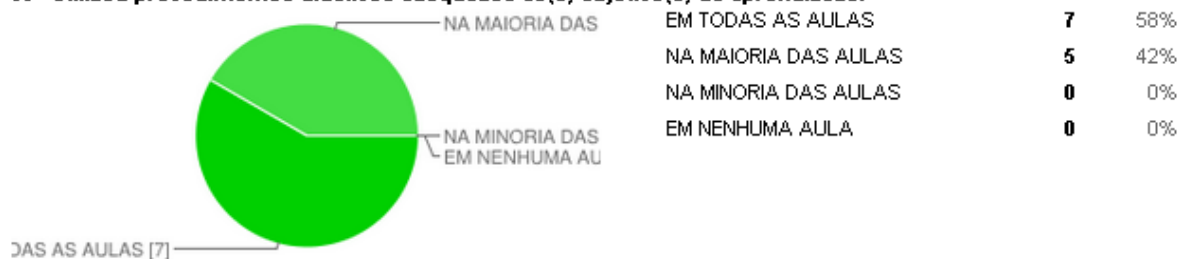 NA MAIORIA DAS
NA MINORIA DAS
EM NENHUMA AU
DAS AS AULAS [7]
EM TODAS AS AULAS 7 58%
NA MAIORIA DAS AULAS 5 42%
NA MINORIA DAS AULAS 0 0%
EM NENHUMA AULA 0 0%